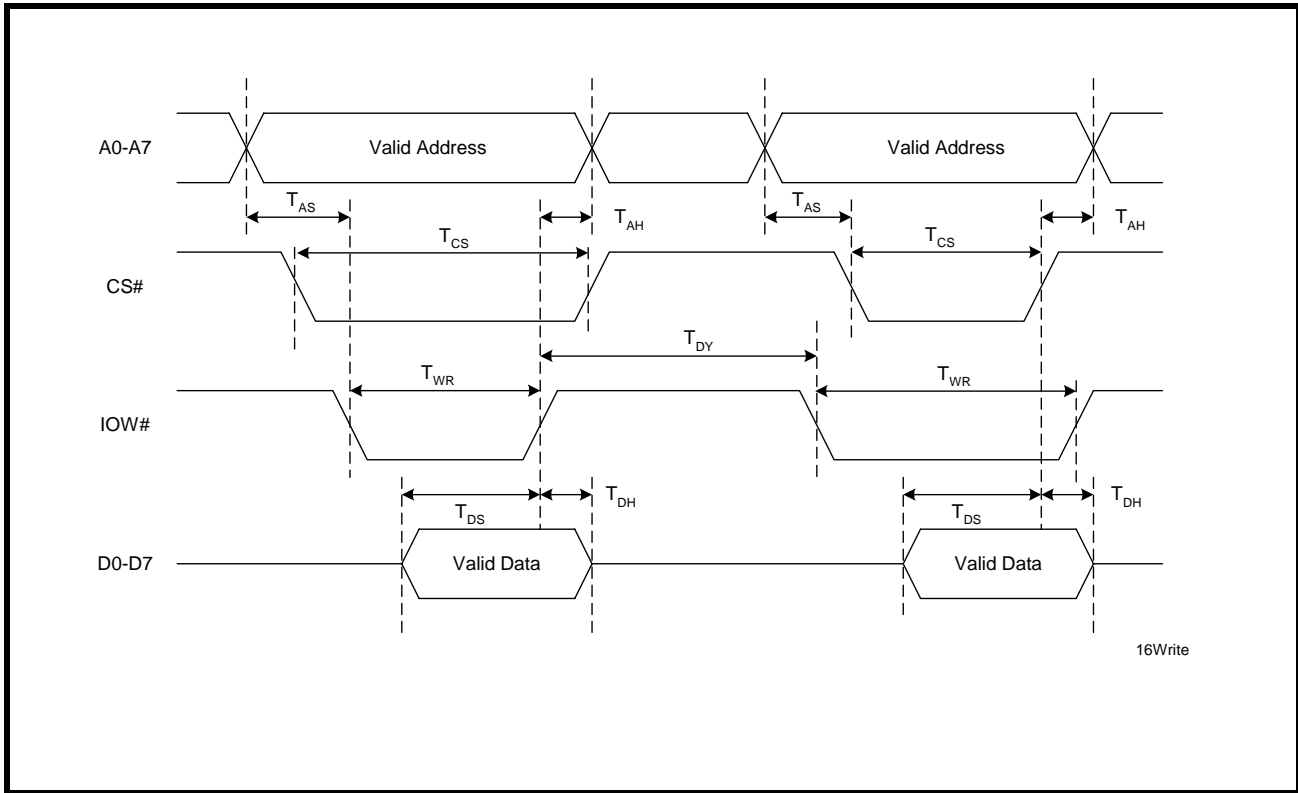 A0-A7
Valid Address
Valid Address
TAS
TAH
TAS
TAH
TCS
TCS
CS#
TDY
TWR
TWR
IOW#
TDH
TDH
TDS
TDS
D0-D7
Valid Data
Valid Data
16Write